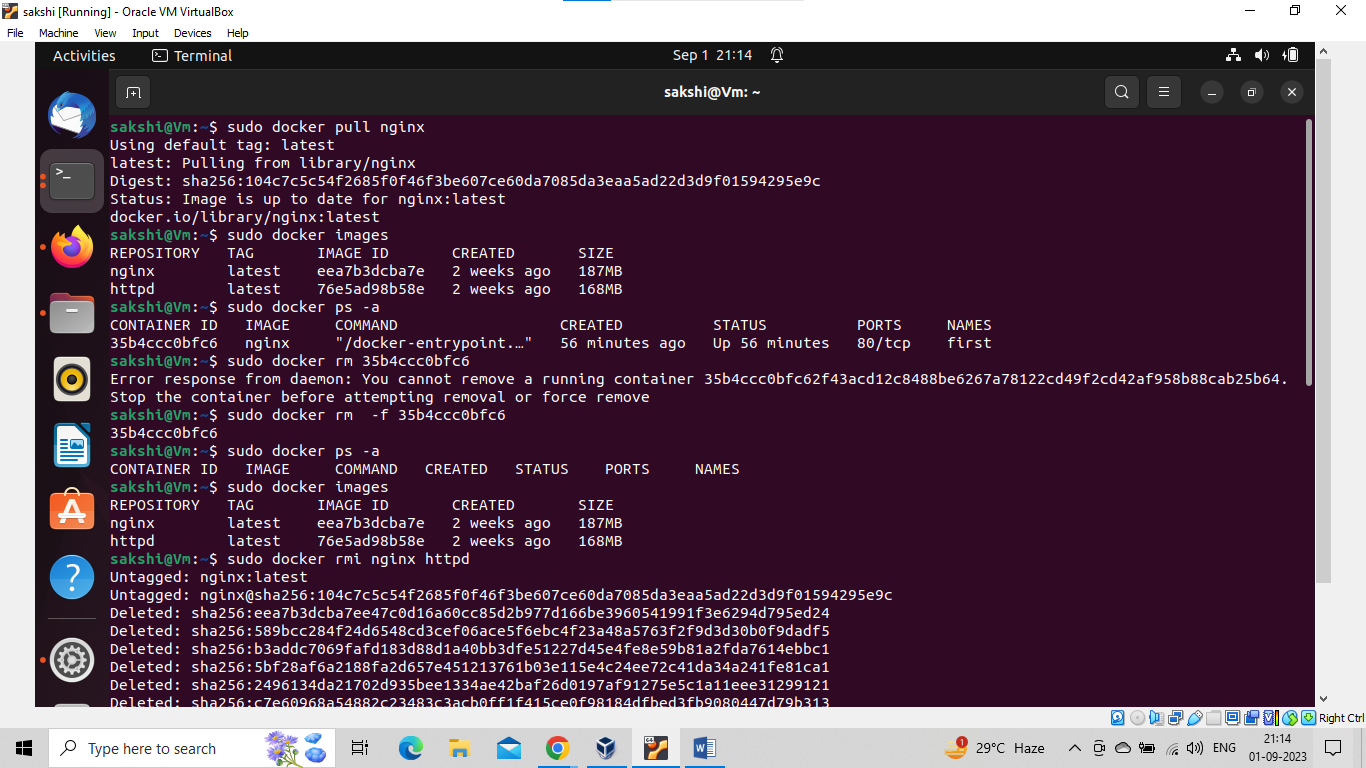 sakshi [Running] - Oracle VM VirtualBox
File Machine View Input Devices Help
Activities Terminal Sep 1 21:14
sakshi@Vm: ~
sakshi@Vm:~$ sudo docker pull nginx
Using default tag: latest
latest: Pulling from library/nginx
Digest: sha256:104c7c5c54f2685f0f46f3be607ce60da7085da3eaa5ad22d3d9f01594295e9c
Status: Image is up to date for nginx:latest
docker.io/library/nginx:latest
sakshi@Vm:~$ sudo docker images
REPOSITORY TAG IMAGE ID CREATED SIZE
nginx latest eea7b3dcba7e 2 weeks ago 187MB
httpd latest 76e5ad98b58e 2 weeks ago 168MB
sakshi@Vm:~$ sudo docker ps -a
CONTAINER ID IMAGE COMMAND CREATED STATUS PORTS NAMES
35b4ccc0bfc6 nginx "/docker-entrypoint.…" 56 minutes ago Up 56 minutes 80/tcp first
sakshi@Vm:~$ sudo docker rm 35b4ccc0bfc6
Error response from daemon: You cannot remove a running container 35b4ccc0bfc62f43acd12c8488be6267a78122cd49f2cd42af958b88cab25b64.
Stop the container before attempting removal or force remove
sakshi@Vm:~$ sudo docker rm  -f 35b4ccc0bfc6
35b4ccc0bfc6
sakshi@Vm:~$ sudo docker ps -a
CONTAINER ID IMAGE COMMAND CREATED STATUS PORTS NAMES
sakshi@Vm:~$ sudo docker images
REPOSITORY TAG IMAGE ID CREATED SIZE
nginx latest eea7b3dcba7e 2 weeks ago 187MB
httpd latest 76e5ad98b58e 2 weeks ago 168MB
sakshi@Vm:~$ sudo docker rmi nginx httpd
Untagged: nginx:latest
Untagged: nginx@sha256:104c7c5c54f2685f0f46f3be607ce60da7085da3eaa5ad22d3d9f01594295e9c
Deleted: sha256:eea7b3dcba7ee47c0d16a60cc85d2b977d166be3960541991f3e6294d795ed24
Deleted: sha256:589bcc284f24d6548cd3cef06ace5f6ebc4f23a48a5763f2f9d3d30b0f9dadf5
Deleted: sha256:b3addc7069fafd183d88d1a40bb3dfe51227d45e4fe8e59b81a2fda7614ebbc1
Deleted: sha256:5bf28af6a2188fa2d657e451213761b03e115e4c24ee72c41da34a241fe81ca1
Deleted: sha256:2496134da21702d935bee1334ae42baf26d0197af91275e5c1a11eee31299121
Deleted: sha256:c7e60968a54882c23483c3acb0ff1f415ce0f98184dfbed3fb9080447d79b313
Right Ctrl
Type here to search 1 29°C Haze ENG 21:14
01-09-2023